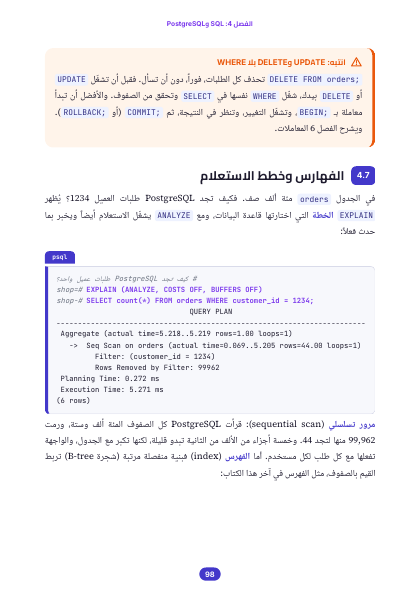 الفصل 4: SQL وPostgreSQL
انتبه: UPDATE وDELETE بلا WHERE
DELETE FROM orders; تحذف كل الطلبات، فوراً، دون أن تسأل. فقبل أن تشغّل UPDATE
أو DELETE بيدك، شغّل WHERE نفسها في SELECT وتحقق من الصفوف. والأفضل أن تبدأ
معاملة بـ BEGIN;، وتشغّل التغيير، وتنظر في النتيجة، ثم COMMIT; (أو ROLLBACK;).
ويشرح الفصل 6 المعاملات.
4.7 الفهارس وخطط الاستعلام
في الجدول orders مئة ألف صف. فكيف تجد PostgreSQL طلبات العميل 1234؟ يُظهر
EXPLAIN الخطة التي اختارتها قاعدة البيانات، ومع ANALYZE يشغّل الاستعلام أيضاً ويخبر بما
حدث فعلاً:
psql
# كيف تجد PostgreSQL طلبات عميل واحد؟
shop=# EXPLAIN (ANALYZE, COSTS OFF, BUFFERS OFF)
shop-# SELECT count(*) FROM orders WHERE customer_id = 1234;
QUERY PLAN
-------------------------------------------------------------------------
Aggregate (actual time=5.218..5.219 rows=1.00 loops=1)
->  Seq Scan on orders (actual time=0.069..5.205 rows=44.00 loops=1)
Filter: (customer_id = 1234)
Rows Removed by Filter: 99962
Planning Time: 0.272 ms
Execution Time: 5.271 ms
(6 rows)
مرور تسلسلي (sequential scan): قرأت PostgreSQL كل الصفوف المئة ألف وستة، ورمت
99,962 منها لتجد 44. وخمسة أجزاء من الألف من الثانية تبدو قليلة، لكنها تكبر مع الجدول، والواجهة
تفعلها مع كل طلب لكل مستخدم. أما الفهرس (index) فبنية منفصلة مرتبة (شجرة B-tree) تربط
القيم بالصفوف، مثل الفهرس في آخر هذا الكتاب:
98